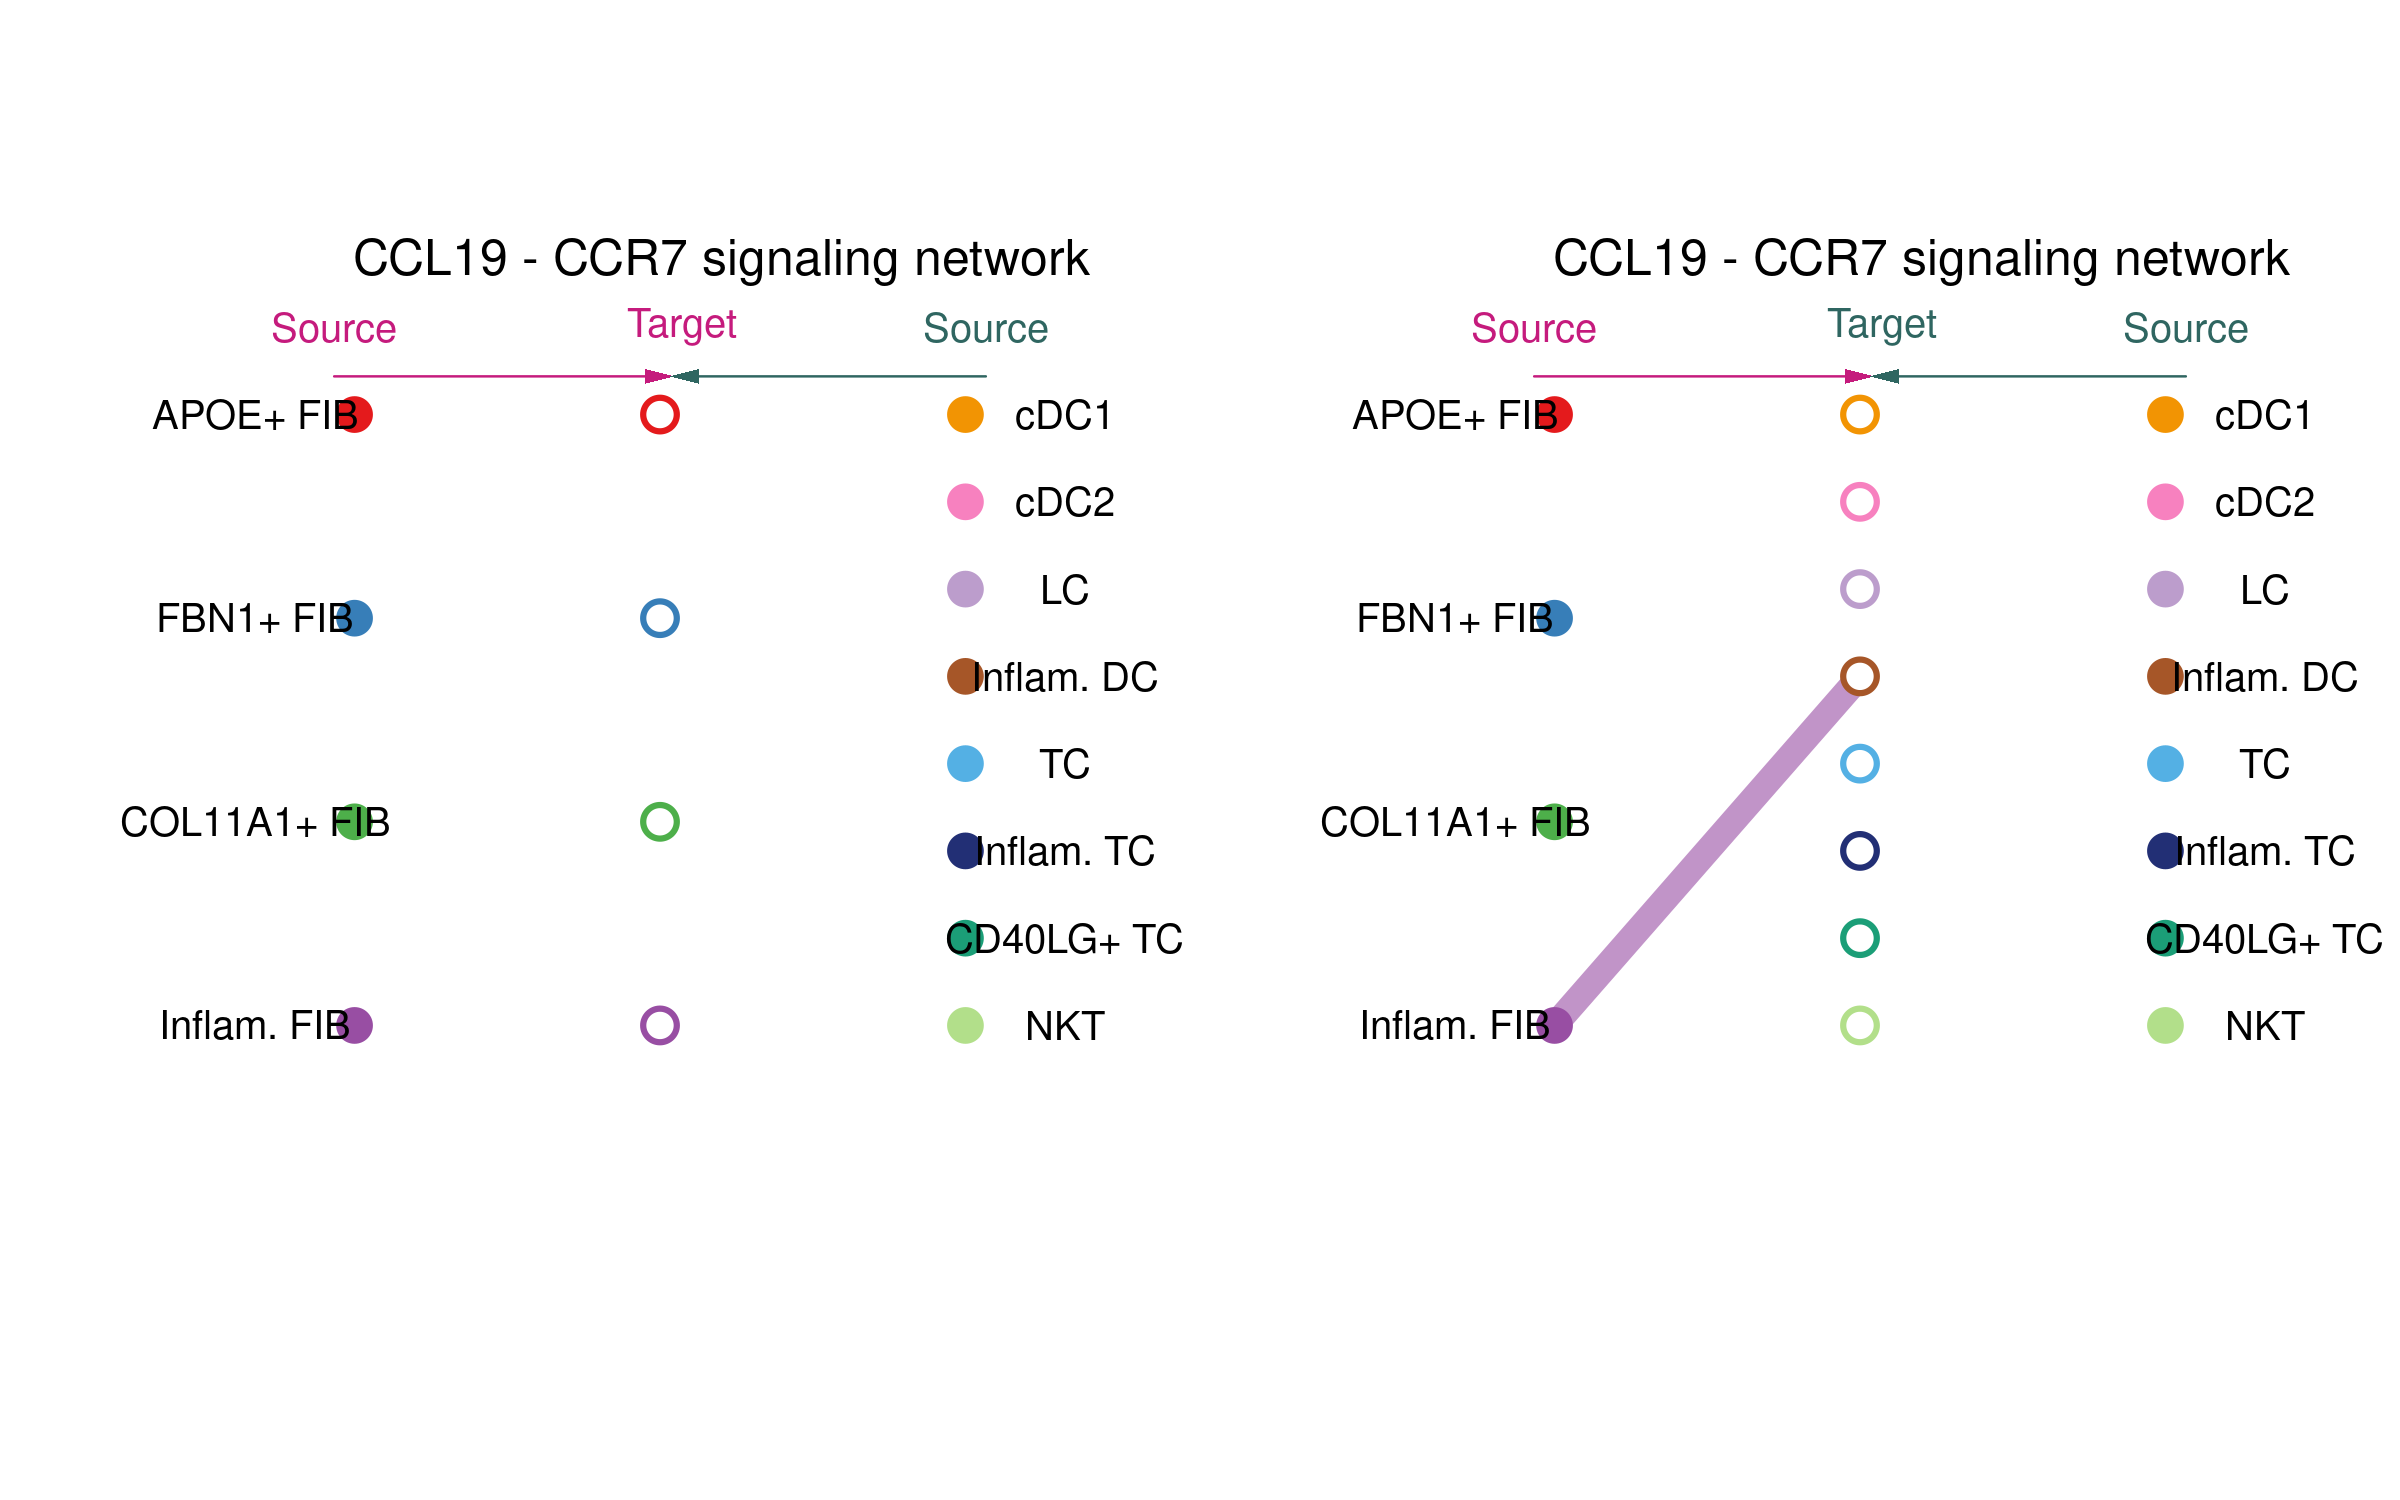 CCL19 - CCR7 signaling network
Source Target Source
APOE+ FIB cDC1
cDC2
LC
FBN1+ FIB
Inflam. DC
TC
COL11A1+ FIB
Inflam. TC
CD40LG+ TC
Inflam. FIB NKT
CCL19 - CCR7 signaling network
Source Target Source
APOE+ FIB cDC1
cDC2
LC
FBN1+ FIB
Inflam. DC
TC
COL11A1+ FIB
Inflam. TC
CD40LG+ TC
Inflam. FIB NKT